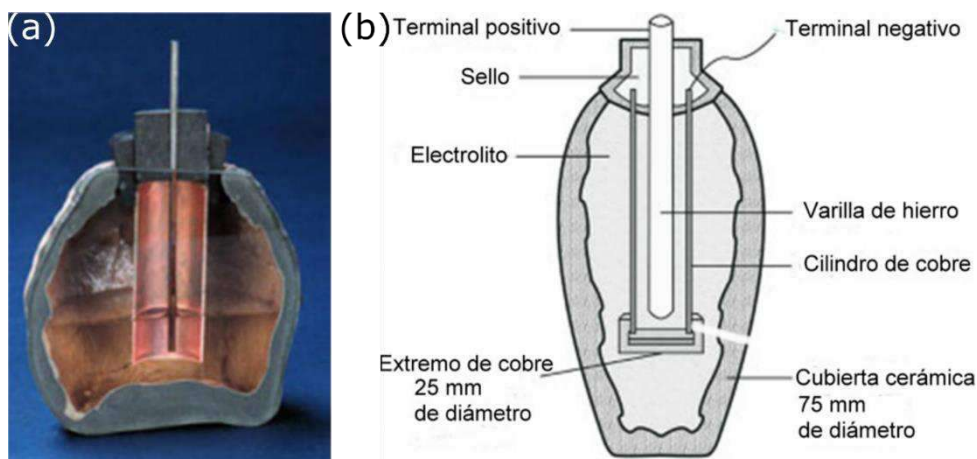 (a)
(b)
Terminal positivo
Terminal negativo
Sello
Electrolito
Varilla de hierro
Cilindro de cobre
Extremo de cobre
25 mm
de diámetro
Cubierta cerámica
75 mm
de diámetro